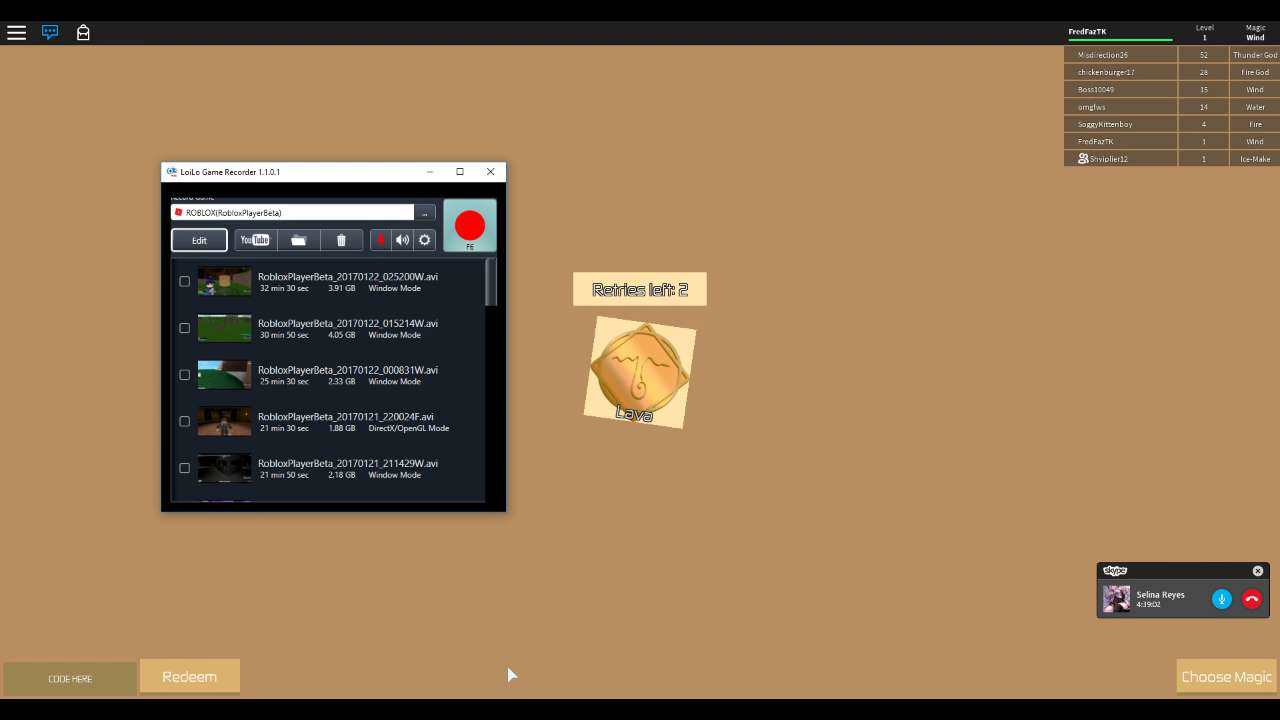 FredFazTK
Level
1
Magic
Wind
Misdirection26 52 Thunder God
chickenburger17 28 Fire God
Boss10049 15 Wind
omgfws 14 Water
SoggyKittenboy 4 Fire
FredFazTK 1 Wind
Shviplier12 1 Ice-Make
LoiLo Game Recorder 1.1.0.1
Record Game
ROBLOX(RobloxPlayerBeta)
...
F6
Edit
YouTube
RobloxPlayerBeta_20170122_025200W.avi
32 min 30 sec 3.91 GB Window Mode
RobloxPlayerBeta_20170122_015214W.avi
30 min 50 sec 4.05 GB Window Mode
RobloxPlayerBeta_20170122_000831W.avi
25 min 30 sec 2.33 GB Window Mode
RobloxPlayerBeta_20170121_220024F.avi
21 min 30 sec 1.88 GB DirectX/OpenGL Mode
RobloxPlayerBeta_20170121_211429W.avi
21 min 50 sec 2.18 GB Window Mode
Retries left: 2
Lava
skype
Selina Reyes
4:39:02
CODE HERE
Redeem
Choose Magic